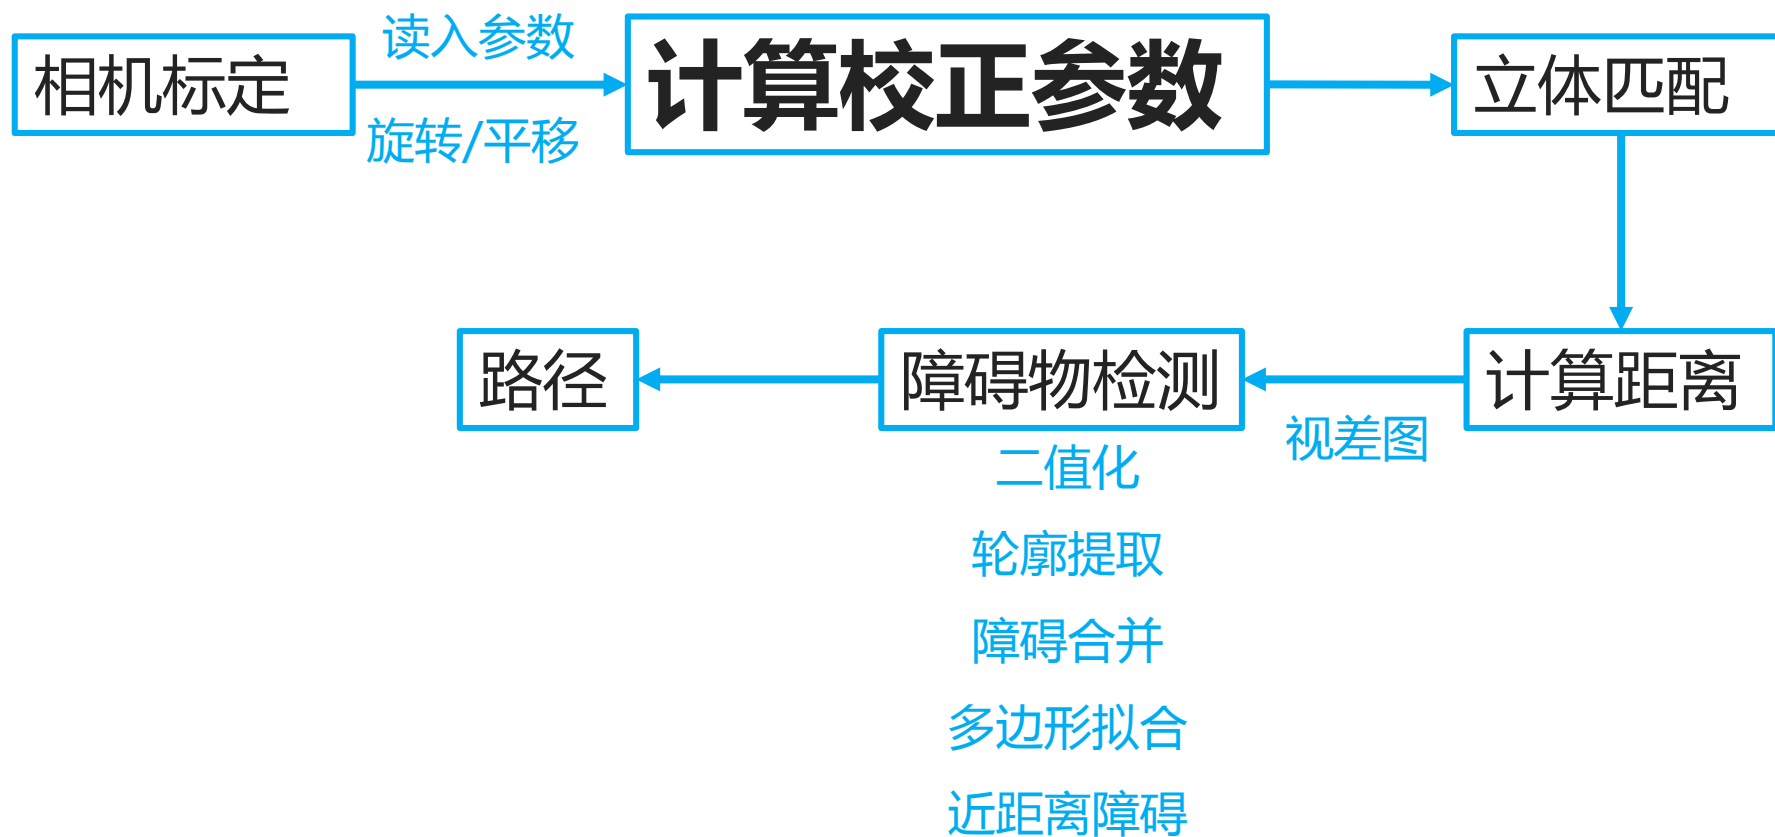 相机标定
读入参数
旋转/平移
计算校正参数
立体匹配
路径
障碍物检测
视差图
计算距离
二值化
轮廓提取
障碍合并
多边形拟合
近距离障碍